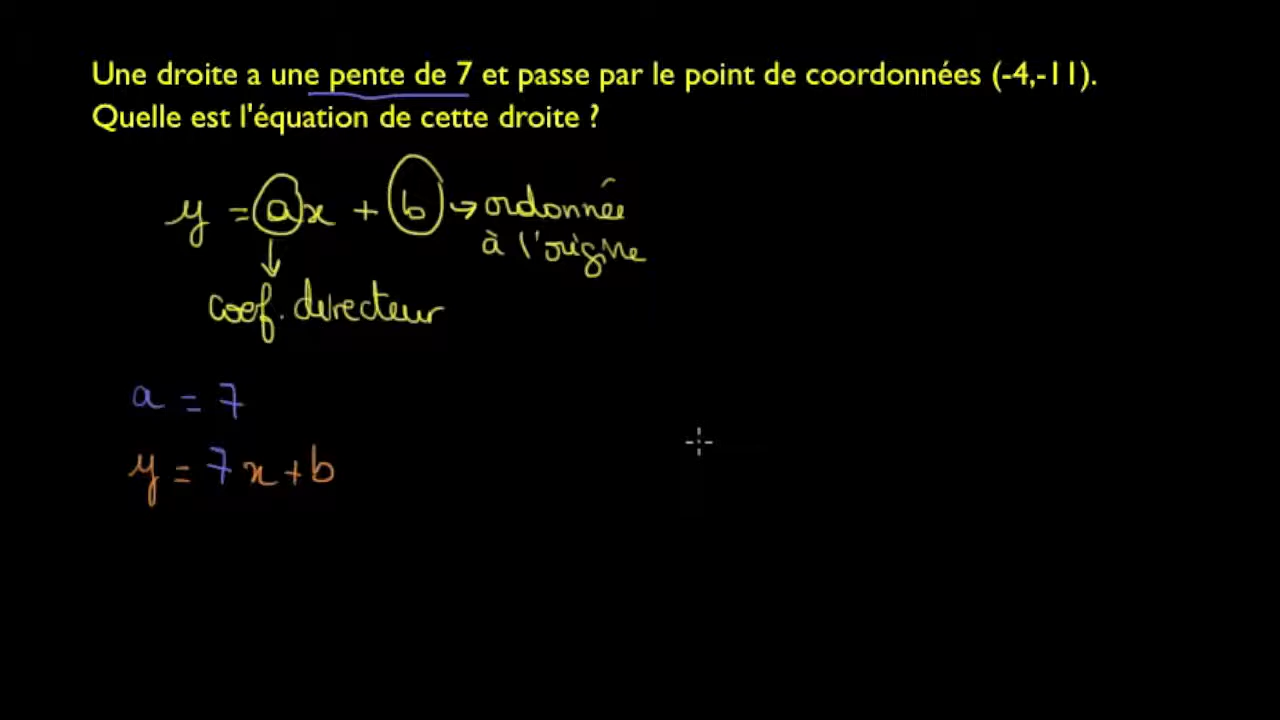 Une droite a une pente de 7 et passe par le point de coordonnées (-4,-11).
Quelle est l'équation de cette droite ?
y = ax + b → ordonnée
à l'origine
↓
coef. directeur
a = 7
y = 7x + b